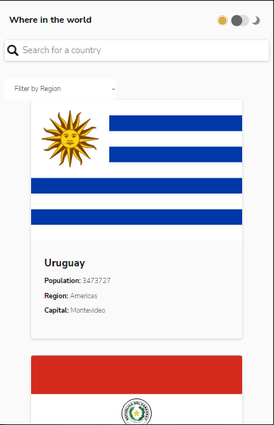 Where in the world
Search for a country
Filter by Region
Uruguay
Population: 3473727
Region: Americas
Capital: Montevideo